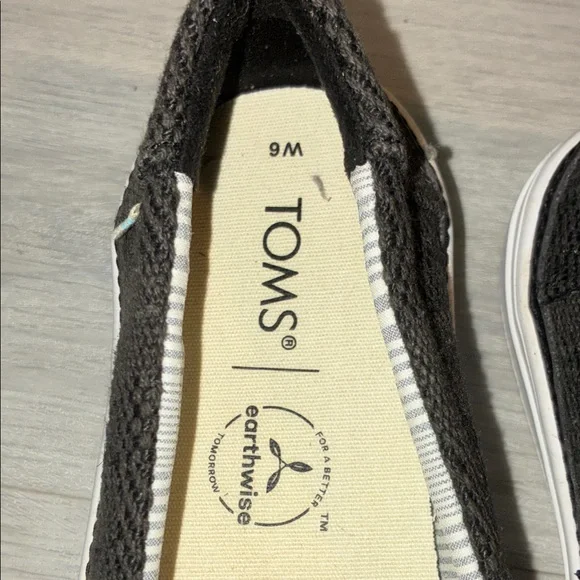 W6
TOMS®
FOR A BETTER
earthwise
TOMORROW
TM